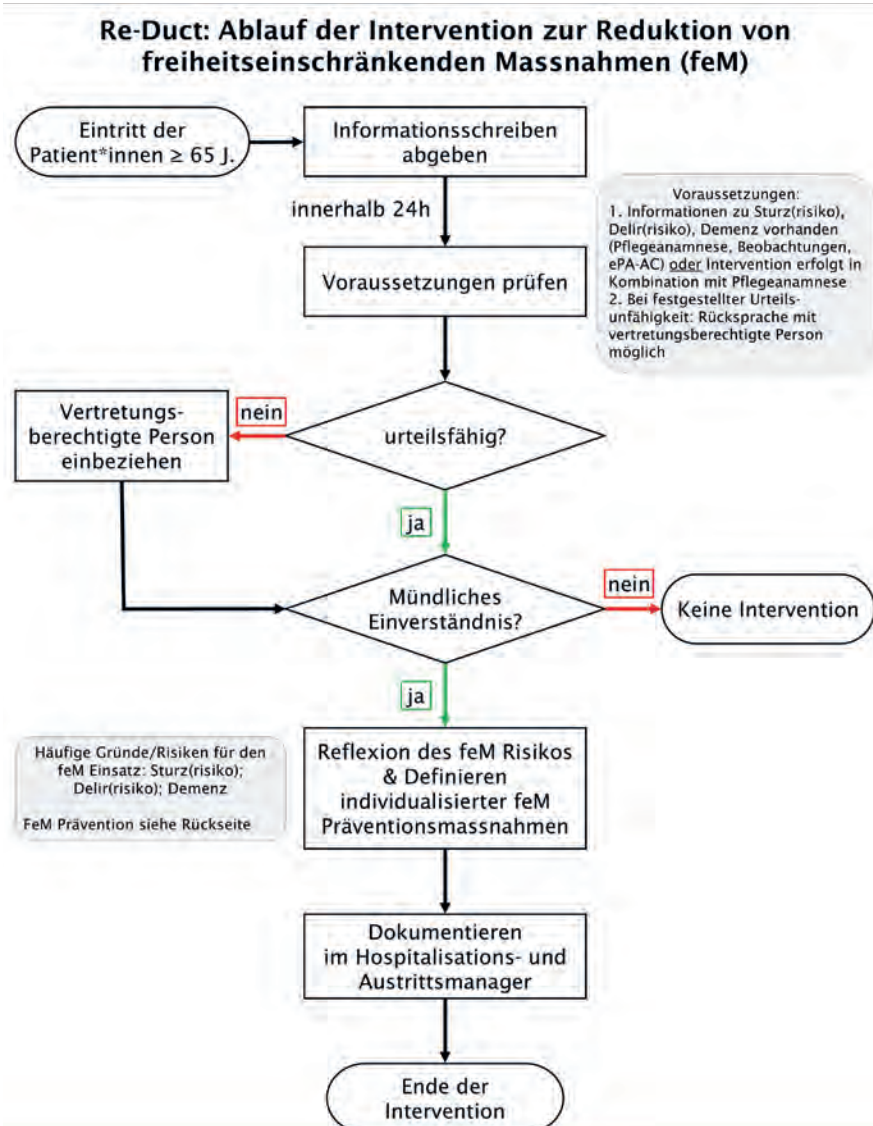 Re-Duct: Ablauf der Intervention zur Reduktion von
freiheitseinschränkenden Massnahmen (feM)
Eintritt der
Patient*innen ≥ 65 J.
Informationsschreiben
abgeben
innerhalb 24h
Voraussetzungen:
1. Informationen zu Sturz(risiko),
Delir(risiko), Demenz vorhanden
(Pflegeanamnese, Beobachtungen,
ePA-AC) oder Intervention erfolgt in
Kombination mit Pflegeanamnese
2. Bei festgestellter Urteils-
unfähigkeit: Rücksprache mit
vertretungsberechtigte Person
möglich
Voraussetzungen prüfen
urteilsfähig?
nein
Vertretungs-
berechtigte Person
einbeziehen
ja
Mündliches
Einverständnis?
nein
Keine Intervention
ja
Häufige Gründe/Risiken für den
feM Einsatz: Sturz(risiko);
Delir(risiko); Demenz
FeM Prävention siehe Rückseite
Reflexion des feM Risikos
& Definieren
individualisierter feM
Präventionsmassnahmen
Dokumentieren
im Hospitalisations- und
Austrittsmanager
Ende der
Intervention